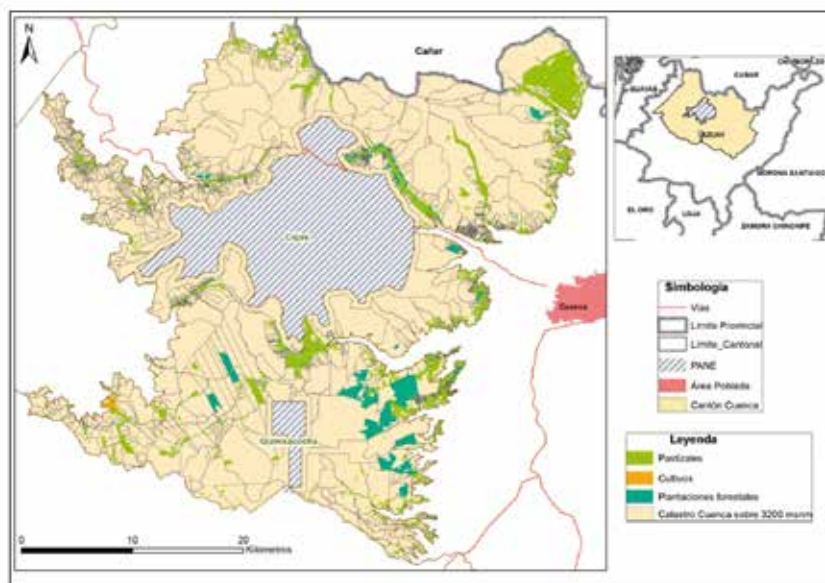 N
Cañar
Cajas
Cuenca
Quimsacocha
0 10 20
Kilometros
CAÑAR
AZUAY
MORONA SANTIAGO
EL ORO
LOJA
ZAMORA CHINCHIPE
Simbología
Vías
Límite Provincial
Límite_Cantonal
PANE
Área Poblada
Cantón Cuenca
Leyenda
Pastizales
Cultivos
Plantaciones forestales
Catastro Cuenca sobre 3200 msnm